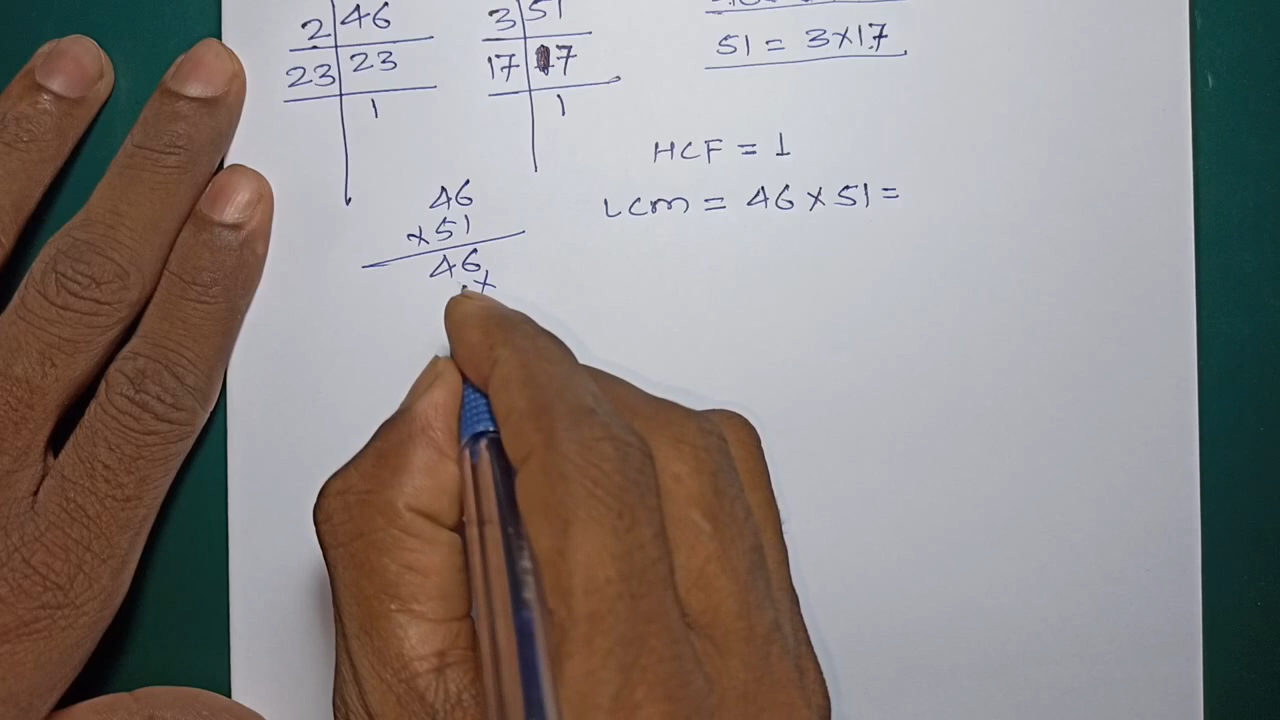 2 | 46
23 | 23
1
3 | 51
17 | 17
1
51 = 3×17
HCF = 1
LCM = 46×51=
46
×51
46
×